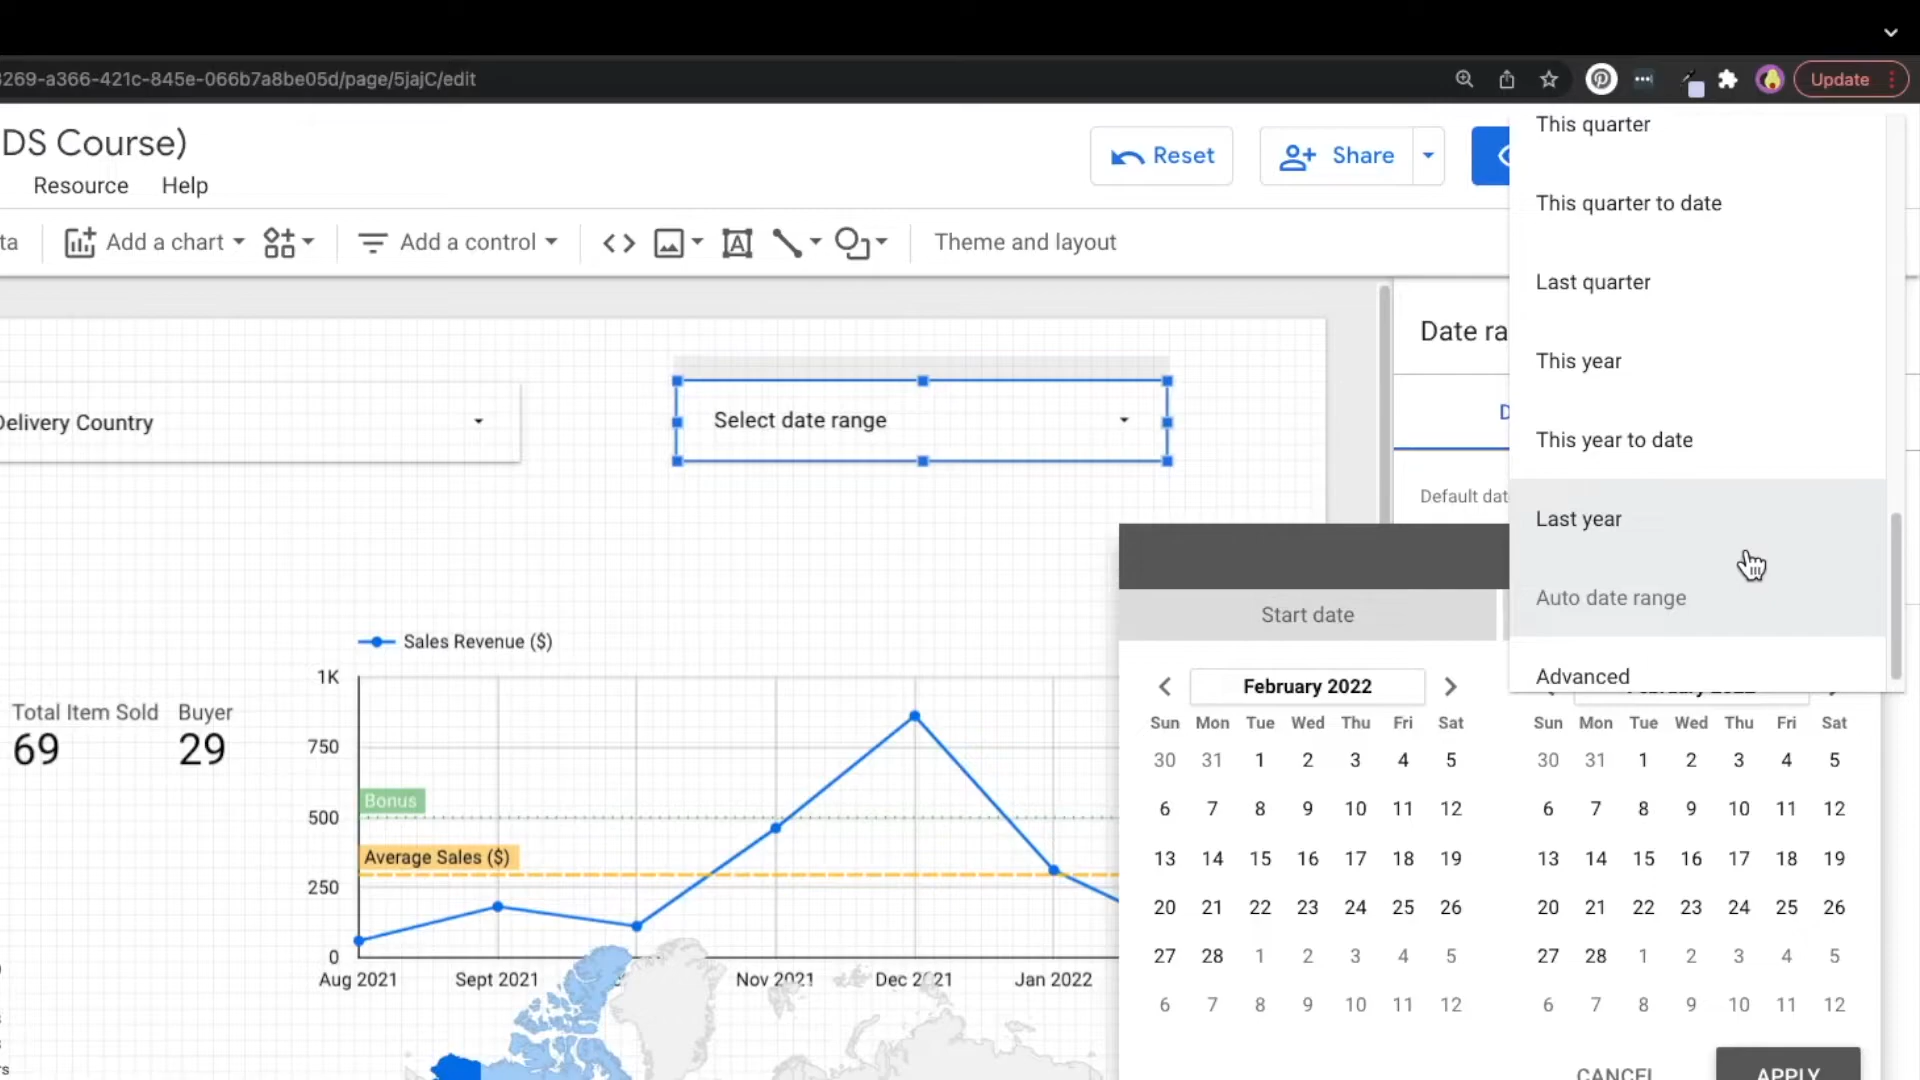 3269-a366-421c-845e-066b7a8be05d/page/5jajC/edit
Update
DS Course)
Reset
Share
Resource Help
ta
Add a chart
Add a control
Theme and layout
This quarter
This quarter to date
Last quarter
This year
This year to date
Last year
Auto date range
Advanced
Date ra
D
Default dat
Delivery Country
Select date range
Total Item Sold
69
Buyer
29
Sales Revenue ($)
1K
750
500
250
0
Bonus
Average Sales ($)
Aug 2021 Sept 2021 Nov 2021 Dec 2021 Jan 2022
Start date
February 2022
Sun Mon Tue Wed Thu Fri Sat
30 31 1 2 3 4 5
6 7 8 9 10 11 12
13 14 15 16 17 18 19
20 21 22 23 24 25 26
27 28 1 2 3 4 5
6 7 8 9 10 11 12
February 2022
Sun Mon Tue Wed Thu Fri Sat
30 31 1 2 3 4 5
6 7 8 9 10 11 12
13 14 15 16 17 18 19
20 21 22 23 24 25 26
27 28 1 2 3 4 5
6 7 8 9 10 11 12
CANCEL APPLY